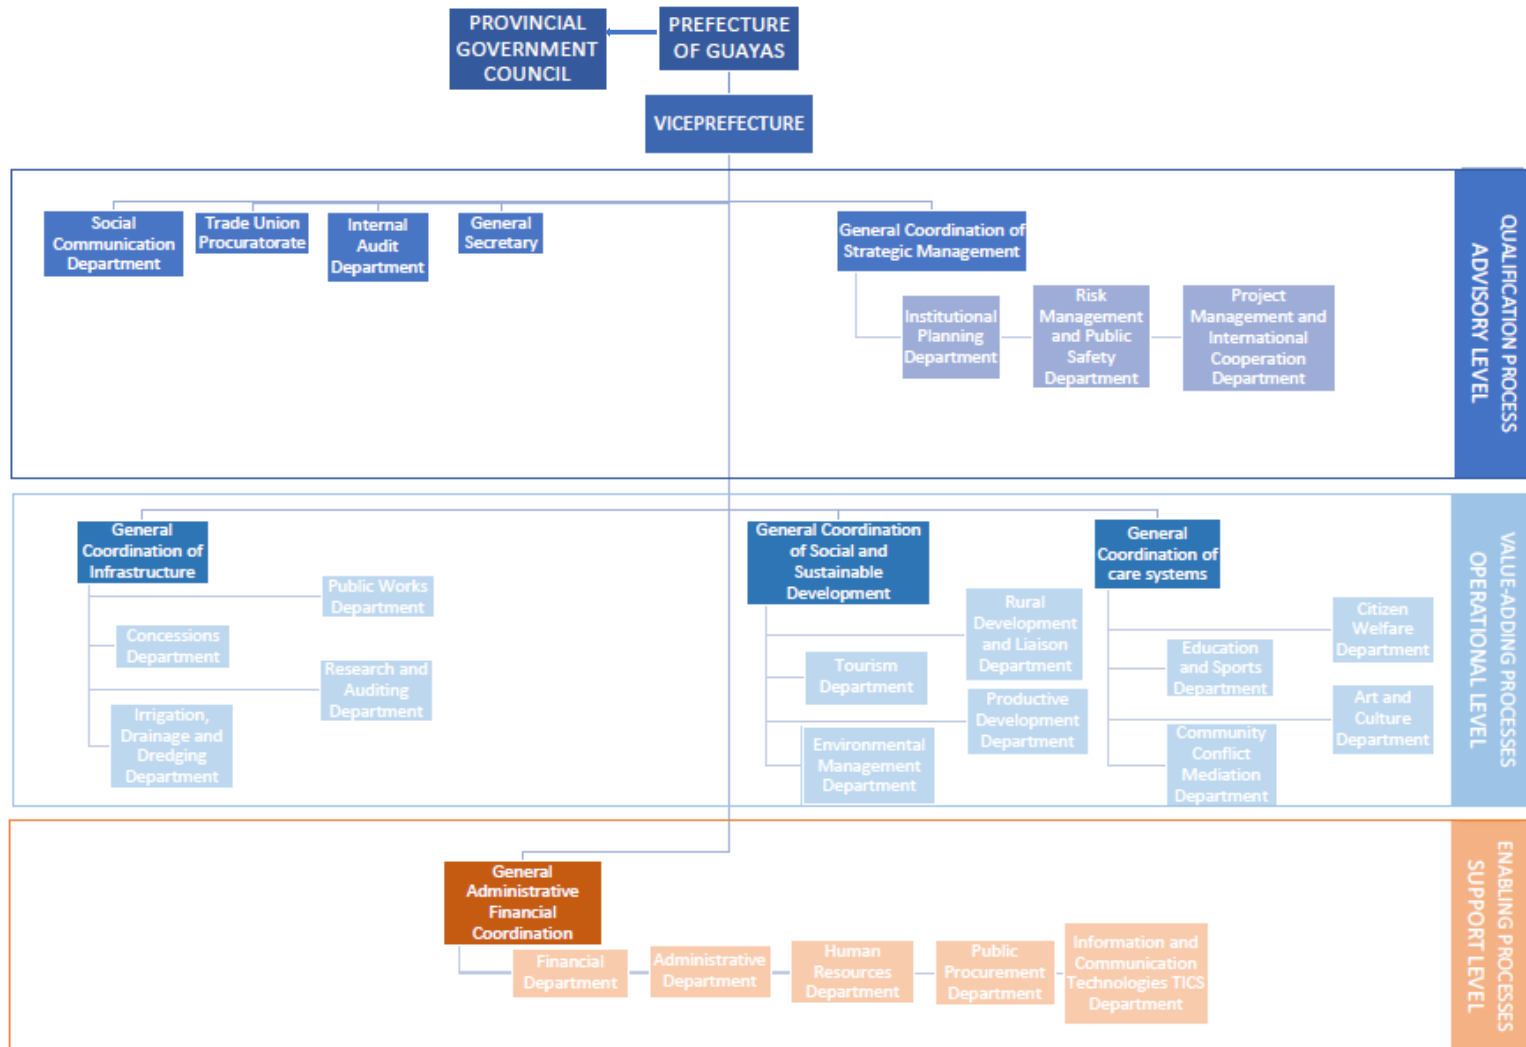 PROVINCIAL
GOVERNMENT
COUNCIL
PREFECTURE
OF GUAYAS
VICEPREFECTURE
Social
Communication
Department
Trade Union
Procuratorate
Internal
Audit
Department
General
Secretary
General Coordination of
Strategic Management
Institutional
Planning
Department
Risk
Management
and Public
Safety
Department
Project
Management and
International
Cooperation
Department
QUALIFICATION PROCESS
ADVISORY LEVEL
General
Coordination of
Infrastructure
Public Works
Department
Concessions
Department
Research and
Auditing
Department
Irrigation,
Drainage and
Dredging
Department
General Coordination
of Social and
Sustainable
Development
Rural
Development
and Liaison
Department
Tourism
Department
Productive
Development
Department
Environmental
Management
Department
General
Coordination of
care systems
Citizen
Welfare
Department
Education
and Sports
Department
Art and
Culture
Department
Community
Conflict
Mediation
Department
VALUE-ADDING PROCESSES
OPERATIONAL LEVEL
General
Administrative
Financial
Coordination
Financial
Department
Administrative
Department
Human
Resources
Department
Public
Procurement
Department
Information and
Communication
Technologies TICS
Department
ENABLING PROCESSES
SUPPORT LEVEL